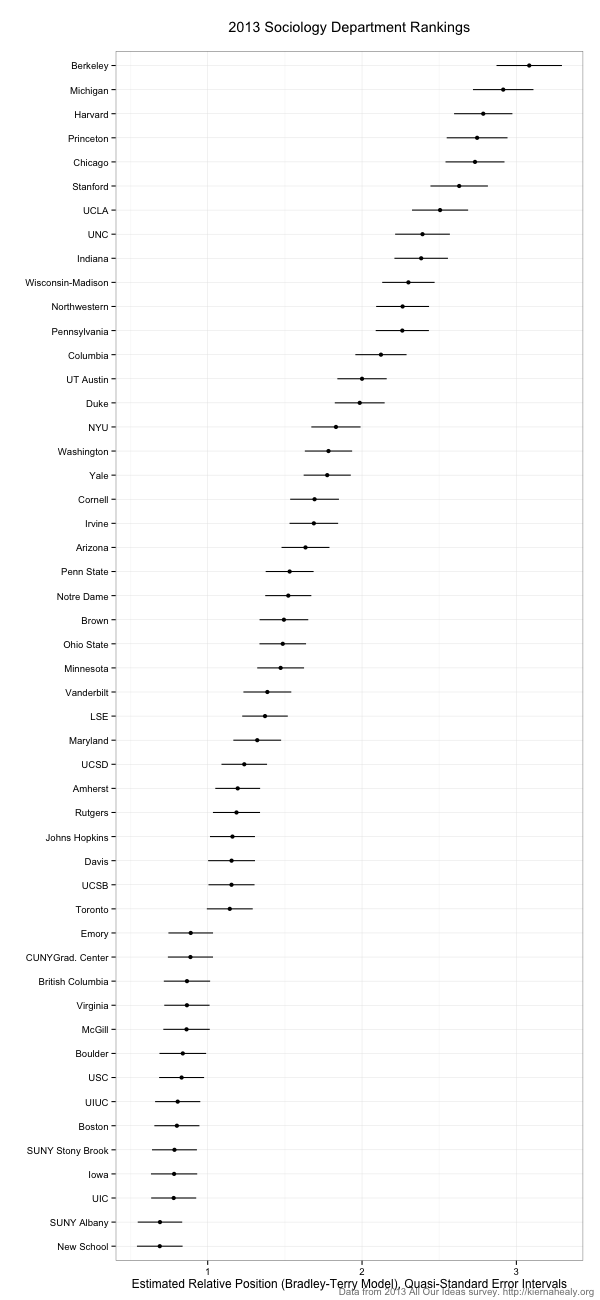 2013 Sociology Department Rankings
Berkeley
Michigan
Harvard
Princeton
Chicago
Stanford
UCLA
UNC
Indiana
Wisconsin-Madison
Northwestern
Pennsylvania
Columbia
UT Austin
Duke
NYU
Washington
Yale
Cornell
Irvine
Arizona
Penn State
Notre Dame
Brown
Ohio State
Minnesota
Vanderbilt
LSE
Maryland
UCSD
Amherst
Rutgers
Johns Hopkins
Davis
UCSB
Toronto
Emory
CUNYGrad. Center
British Columbia
Virginia
McGill
Boulder
USC
UIUC
Boston
SUNY Stony Brook
Iowa
UIC
SUNY Albany
New School
1 2 3
Estimated Relative Position (Bradley-Terry Model), Quasi-Standard Error Intervals
Data from 2013 All Our Ideas survey. http://kiernahealy.org